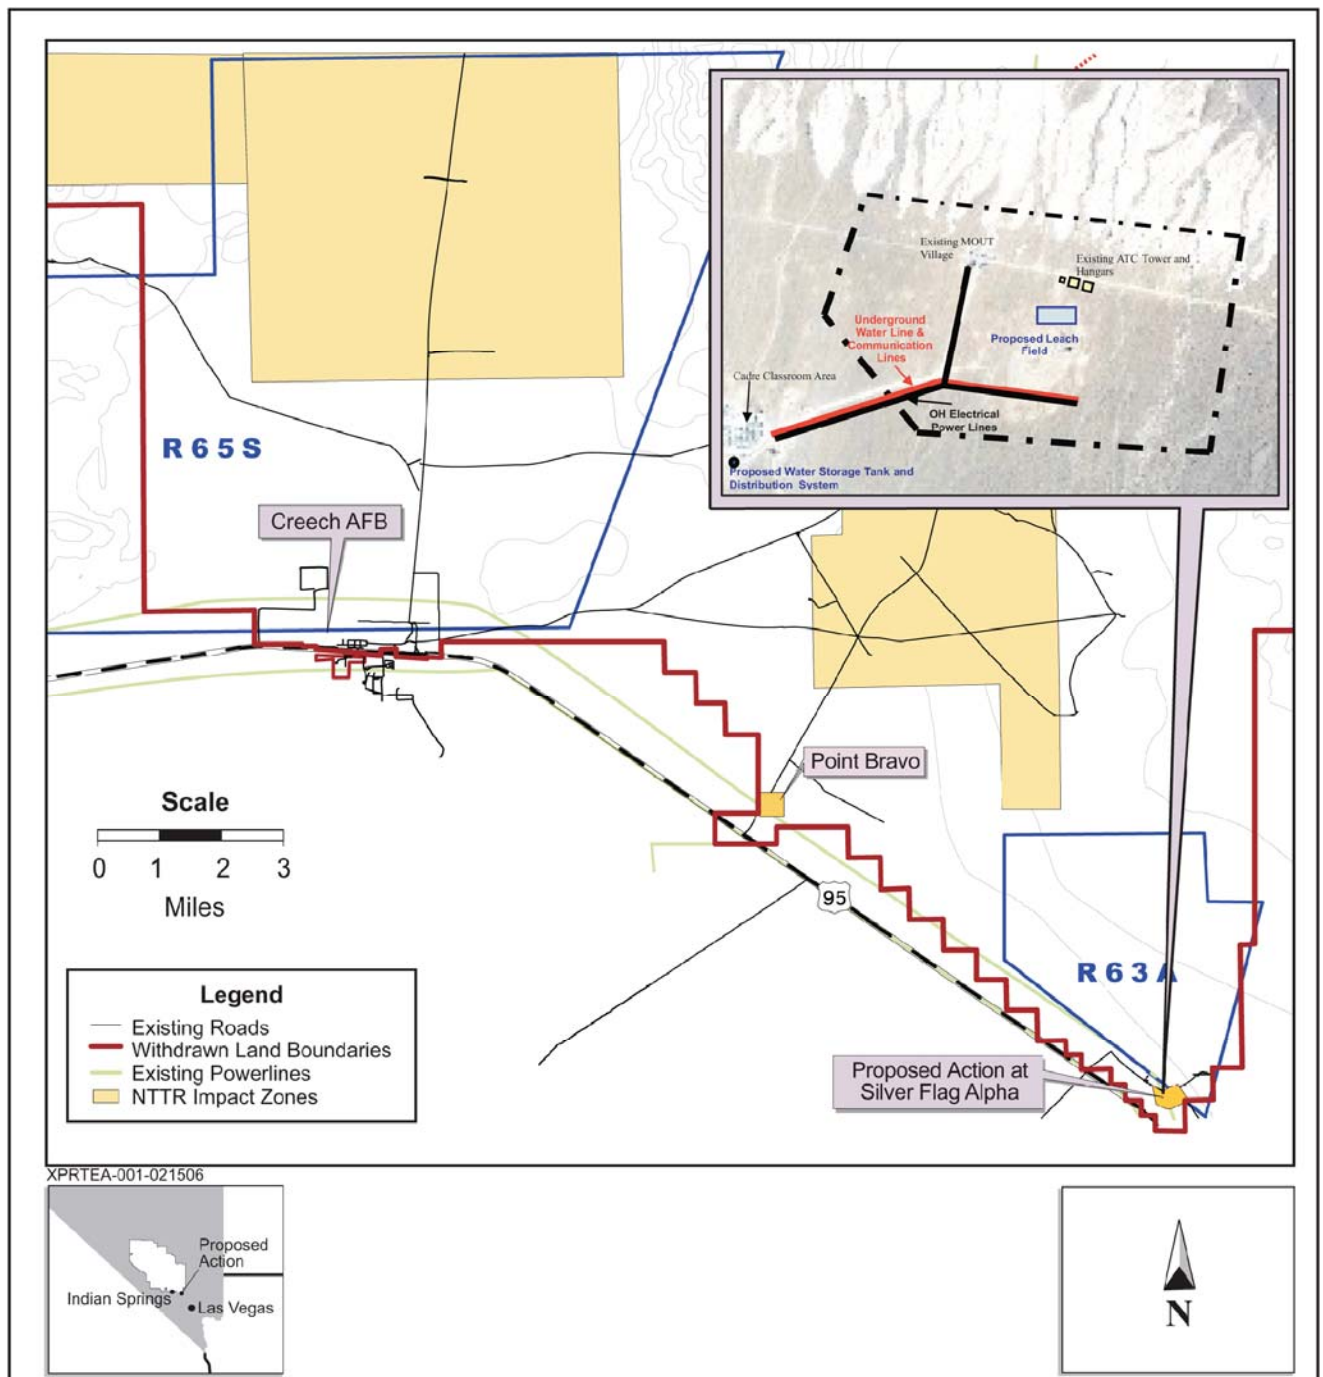 Existing MOUT
Village
Existing ATC Tower and
Hangars
Underground
Water Line &
Communication
Lines
Proposed Leach
Field
Cadre Classroom Area
OH Electrical
Power Lines
Proposed Water Storage Tank and
Distribution System
R65S
Creech AFB
Point Bravo
Scale
0 1 2 3
Miles
95
R63A
Legend
Existing Roads
Withdrawn Land Boundaries
Existing Powerlines
NTTR Impact Zones
Proposed Action at
Silver Flag Alpha
XPRTEA-001-021506
Proposed
Action
Indian Springs
Las Vegas
N